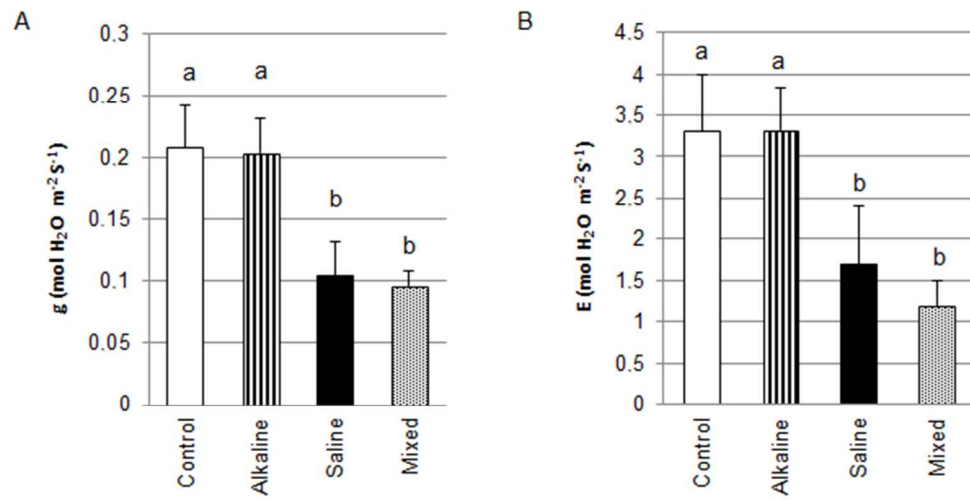 A
g (mol H₂O m⁻² S⁻¹)
0.3
0.25
0.2
0.15
0.1
0.05
0
a
a
b
b
Control
Alkaline
Saline
Mixed
B
E (mol H₂O m⁻² S⁻¹)
4.5
4
3.5
3
2.5
2
1.5
1
0.5
0
a
a
b
b
Control
Alkaline
Saline
Mixed